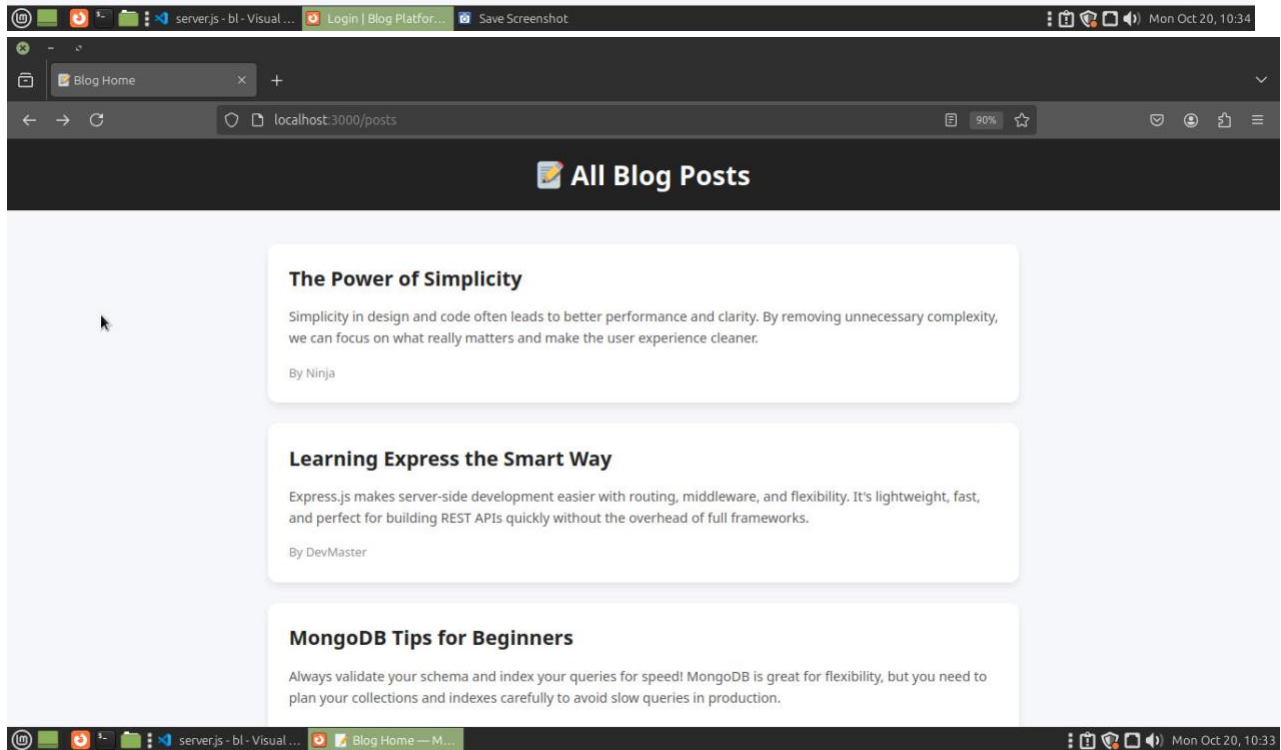 server.js - bl - Visual ... Login | Blog Platfor... Save Screenshot Mon Oct 20, 10:34
Blog Home
localhost:3000/posts 90%
📝 All Blog Posts
The Power of Simplicity
Simplicity in design and code often leads to better performance and clarity. By removing unnecessary complexity,
we can focus on what really matters and make the user experience cleaner.
By Ninja
Learning Express the Smart Way
Express.js makes server-side development easier with routing, middleware, and flexibility. It's lightweight, fast,
and perfect for building REST APIs quickly without the overhead of full frameworks.
By DevMaster
MongoDB Tips for Beginners
Always validate your schema and index your queries for speed! MongoDB is great for flexibility, but you need to
plan your collections and indexes carefully to avoid slow queries in production.
server.js - bl - Visual ... Blog Home — M... Mon Oct 20, 10:33